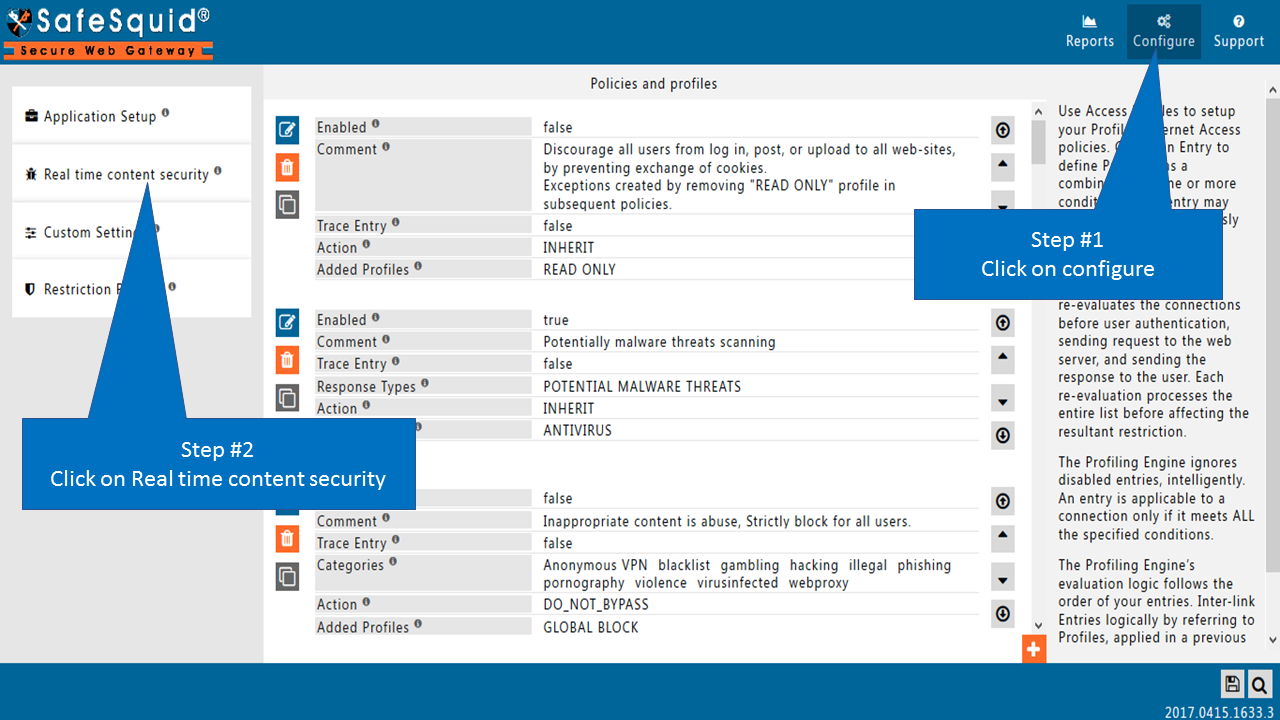 SafeSquid®
Secure Web Gateway
Reports
Configure
Support
Application Setup
Real time content security
Custom Settin
Restriction P
Policies and profiles
Enabled false
Comment Discourage all users from log in, post, or upload to all web-sites,
by preventing exchange of cookies.
Exceptions created by removing "READ ONLY" profile in
subsequent policies.
Trace Entry false
Action INHERIT
Added Profiles READ ONLY
Enabled true
Comment Potentially malware threats scanning
Trace Entry false
Response Types POTENTIAL MALWARE THREATS
Action INHERIT
ANTIVIRUS
false
Comment Inappropriate content is abuse, Strictly block for all users.
Trace Entry false
Categories Anonymous VPN blacklist gambling hacking illegal phishing
pornography violence virusinfected webproxy
Action DO_NOT_BYPASS
Added Profiles GLOBAL BLOCK
Use Access les to setup
your Profil ernet Access
policies. n Entry to
define P s a
combin ne or more
condit entry may
sly
re-evaluates the connections
before user authentication,
sending request to the web
server, and sending the
response to the user. Each
re-evaluation processes the
entire list before affecting the
resultant restriction.
The Profiling Engine ignores
disabled entries, intelligently.
An entry is applicable to a
connection only if it meets ALL
the specified conditions.
The Profiling Engine's
evaluation logic follows the
order of your entries. Inter-link
Entries logically by referring to
Profiles, applied in a previous
Step #1
Click on configure
Step #2
Click on Real time content security
2017.0415.1633.3